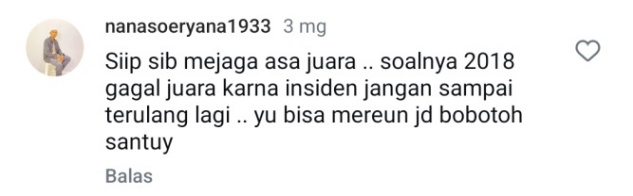 nanasoeryana1933 3 mg
Siip sib mejaga asa juara .. soalnya 2018
gagal juara karna insiden jangan sampai
terulang lagi .. yu bisa mereun jd bobotoh
santuy
Balas